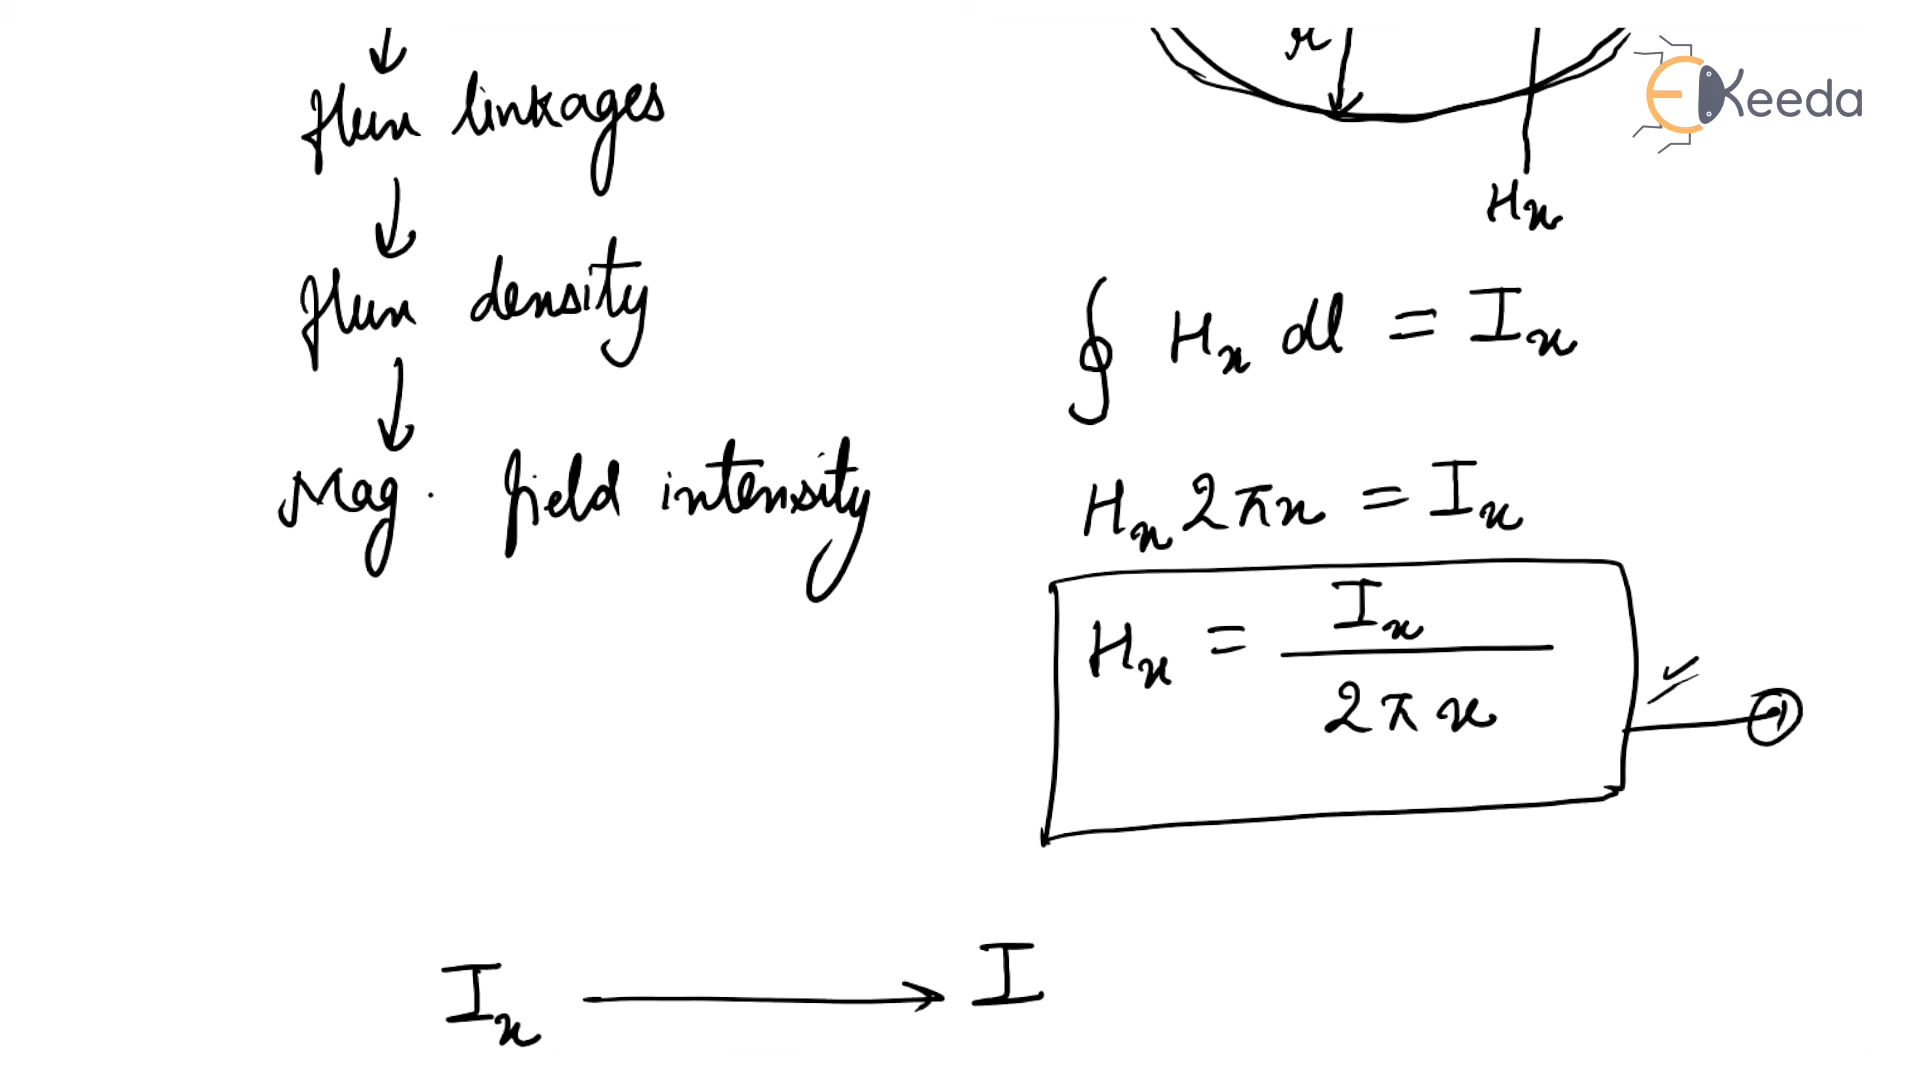 r
EKeeda
Hx
flux linkages
↓
flux density
↓
Mag. field intensity
∮ Hx dl = Ix
Hx 2πx = Ix
Hx = Ix / 2πx
1
Ix → I